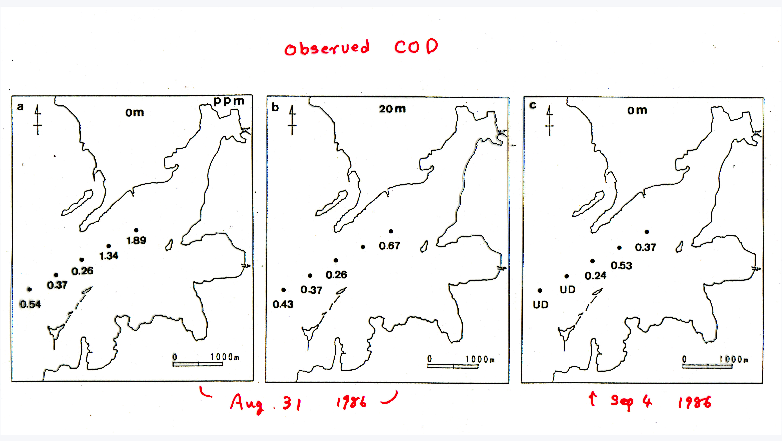 Observed COD
a
ppm
0m
1.89
1.34
0.26
0.37
0.54
0 1000m
b
20m
0.67
0.26
0.37
0.43
0 1000m
c
0m
0.37
0.53
0.24
UD
UD
0 1000m
Aug. 31 1986
↑ Sep 4 1986